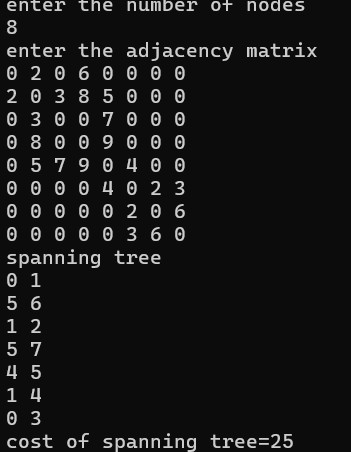 enter the number of nodes
8
enter the adjacency matrix
0 2 0 6 0 0 0 0
2 0 3 8 5 0 0 0
0 3 0 0 7 0 0 0
0 8 0 0 9 0 0 0
0 5 7 9 0 4 0 0
0 0 0 0 4 0 2 3
0 0 0 0 0 2 0 6
0 0 0 0 0 3 6 0
spanning tree
0 1
5 6
1 2
5 7
4 5
1 4
0 3
cost of spanning tree=25